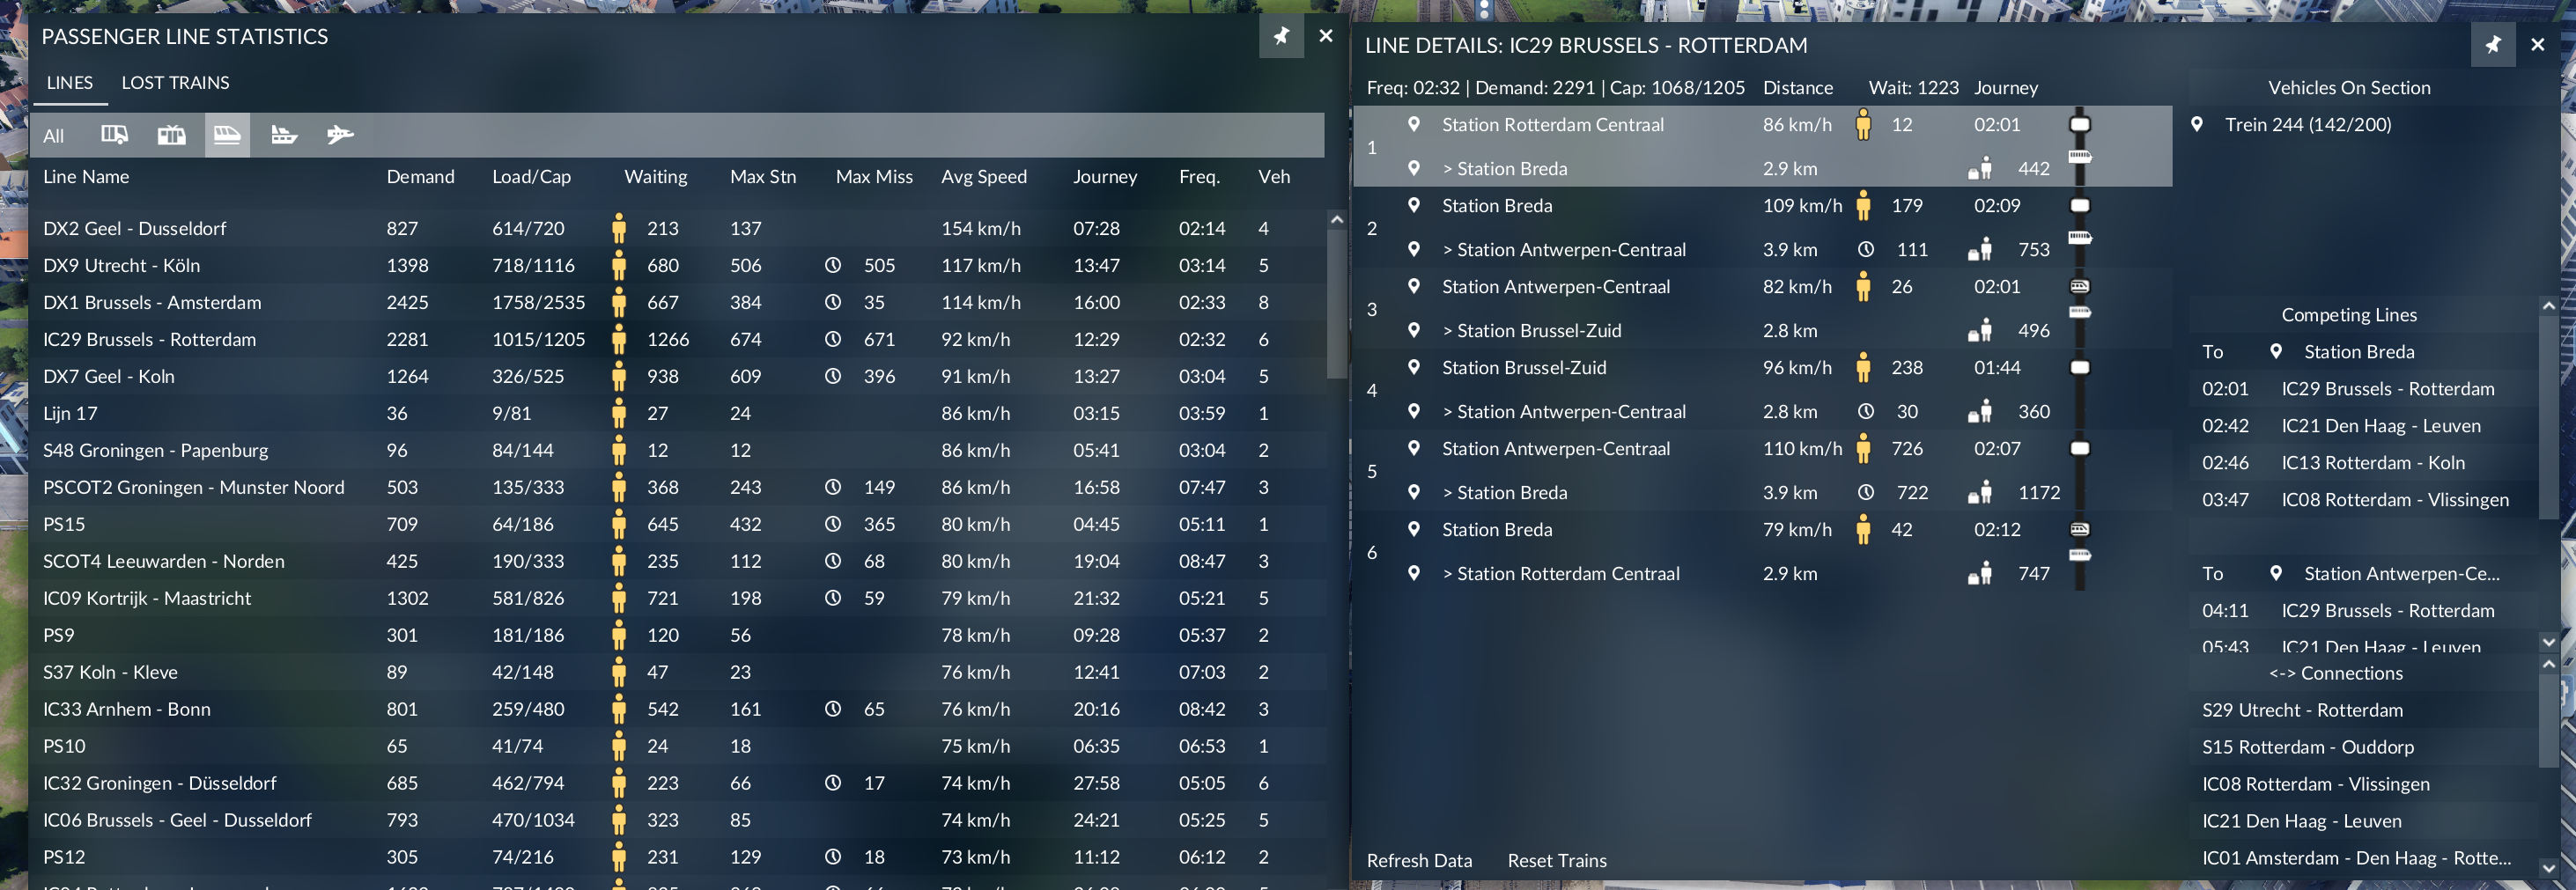 PASSENGER LINE STATISTICS
LINES LOST TRAINS
All
Line Name Demand Load/Cap Waiting Max Stn Max Miss Avg Speed Journey Freq. Veh
DX2 Geel - Dusseldorf 827 614/720 213 137 154 km/h 07:28 02:14 4
DX9 Utrecht - Köln 1398 718/1116 680 506 505 117 km/h 13:47 03:14 5
DX1 Brussels - Amsterdam 2425 1758/2535 667 384 35 114 km/h 16:00 02:33 8
IC29 Brussels - Rotterdam 2281 1015/1205 1266 674 671 92 km/h 12:29 02:32 6
DX7 Geel - Koln 1264 326/525 938 609 396 91 km/h 13:27 03:04 5
Lijn 17 36 9/81 27 24 86 km/h 03:15 03:59 1
S48 Groningen - Papenburg 96 84/144 12 12 86 km/h 05:41 03:04 2
PSCOT2 Groningen - Munster Noord 503 135/333 368 243 149 86 km/h 16:58 07:47 3
PS15 709 64/186 645 432 365 80 km/h 04:45 05:11 1
SCOT4 Leeuwarden - Norden 425 190/333 235 112 68 80 km/h 19:04 08:47 3
IC09 Kortrijk - Maastricht 1302 581/826 721 198 59 79 km/h 21:32 05:21 5
PS9 301 181/186 120 56 78 km/h 09:28 05:37 2
S37 Koln - Kleve 89 42/148 47 23 76 km/h 12:41 07:03 2
IC33 Arnhem - Bonn 801 259/480 542 161 65 76 km/h 20:16 08:42 3
PS10 65 41/74 24 18 75 km/h 06:35 06:53 1
IC32 Groningen - Düsseldorf 685 462/794 223 66 17 74 km/h 27:58 05:05 6
IC06 Brussels - Geel - Dusseldorf 793 470/1034 323 85 74 km/h 24:21 05:25 5
PS12 305 74/216 231 129 18 73 km/h 11:12 06:12 2
LINE DETAILS: IC29 BRUSSELS - ROTTERDAM
Freq: 02:32 | Demand: 2291 | Cap: 1068/1205 Distance Wait: 1223 Journey
1
Station Rotterdam Centraal 86 km/h 12 02:01
> Station Breda 2.9 km 442
2
Station Breda 109 km/h 179 02:09
> Station Antwerpen-Centraal 3.9 km 111 753
3
Station Antwerpen-Centraal 82 km/h 26 02:01
> Station Brussel-Zuid 2.8 km 496
4
Station Brussel-Zuid 96 km/h 238 01:44
> Station Antwerpen-Centraal 2.8 km 30 360
5
Station Antwerpen-Centraal 110 km/h 726 02:07
> Station Breda 3.9 km 722 1172
6
Station Breda 79 km/h 42 02:12
> Station Rotterdam Centraal 2.9 km 747
Refresh Data Reset Trains
Vehicles On Section
Trein 244 (142/200)
Competing Lines
To Station Breda
02:01 IC29 Brussels - Rotterdam
02:42 IC21 Den Haag - Leuven
02:46 IC13 Rotterdam - Koln
03:47 IC08 Rotterdam - Vlissingen
To Station Antwerpen-Ce...
04:11 IC29 Brussels - Rotterdam
05:43 IC21 Den Haag - Leuven
<-> Connections
S29 Utrecht - Rotterdam
S15 Rotterdam - Ouddorp
IC08 Rotterdam - Vlissingen
IC21 Den Haag - Leuven
IC01 Amsterdam - Den Haag - Rotte...